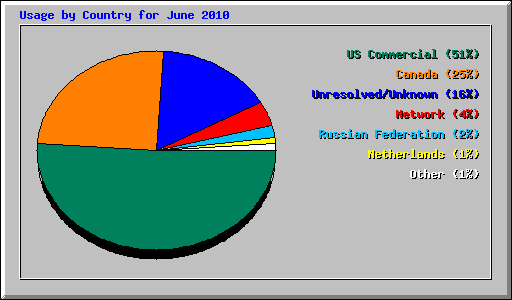 Usage by Country for June 2010
US Commercial (51%)
Canada (25%)
Unresolved/Unknown (16%)
Network (4%)
Russian Federation (2%)
Netherlands (1%)
Other (1%)